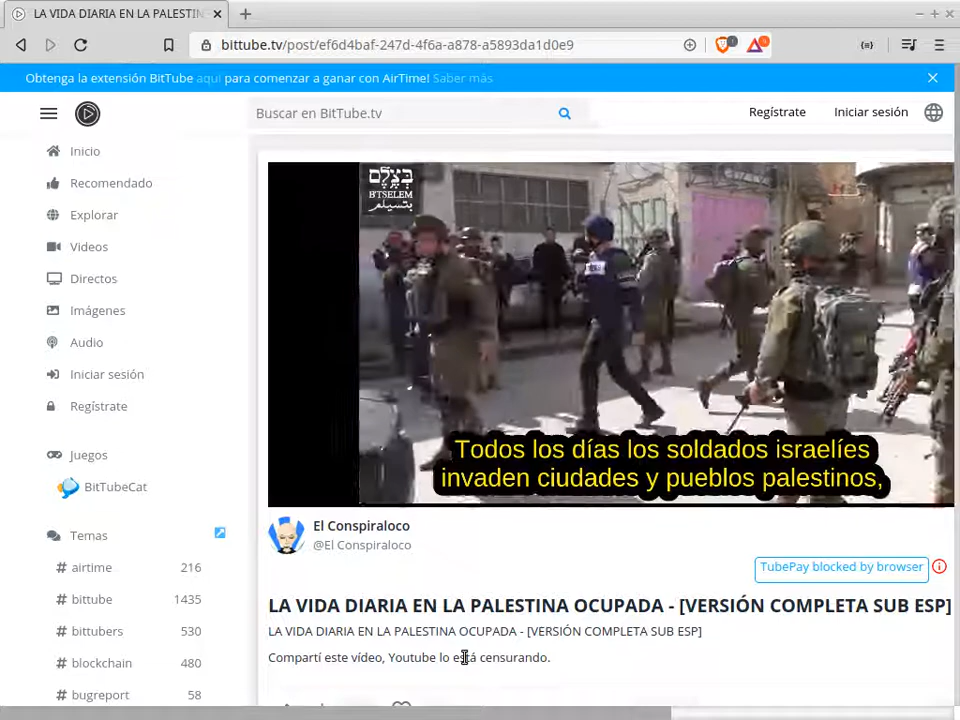 LA VIDA DIARIA EN LA PALESTIN
bittube.tv/post/ef6d4baf-247d-4f6a-a878-a5893da1d0e9
Obtenga la extensión BitTube aquí para comenzar a ganar con AirTime! Saber más
Buscar en BitTube.tv
Regístrate
Iniciar sesión
Inicio
Recomendado
Explorar
Videos
Directos
Imágenes
Audio
Iniciar sesión
Regístrate
Juegos
BitTubeCat
Temas
# airtime 216
# bittube 1435
# bittubers 530
# blockchain 480
# bugreport 58
בצלם
B'TSELEM
بتسيلم
Todos los días los soldados israelíes
invaden ciudades y pueblos palestinos,
El Conspiraloco
@El Conspiraloco
TubePay blocked by browser
LA VIDA DIARIA EN LA PALESTINA OCUPADA - [VERSIÓN COMPLETA SUB ESP]
LA VIDA DIARIA EN LA PALESTINA OCUPADA - [VERSIÓN COMPLETA SUB ESP]
Compartí este vídeo, Youtube lo está censurando.